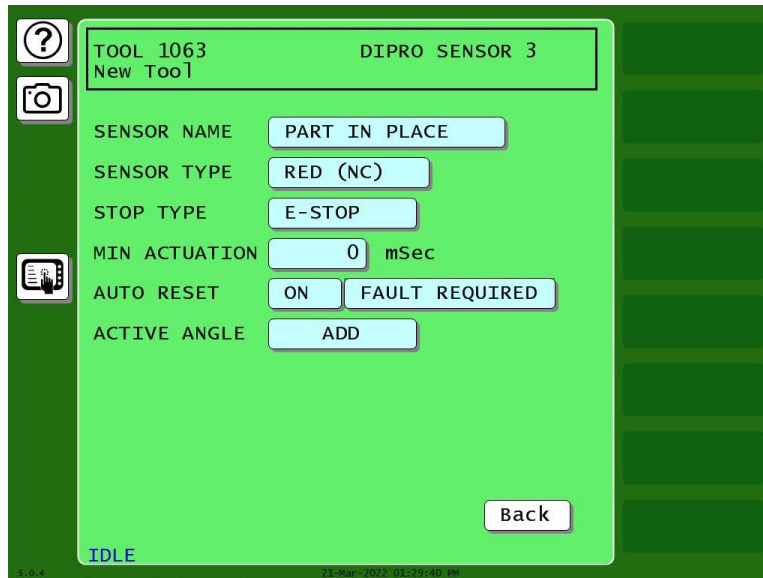 TOOL 1063 DIPRO SENSOR 3
New Tool
SENSOR NAME PART IN PLACE
SENSOR TYPE RED (NC)
STOP TYPE E-STOP
MIN ACTUATION 0 mSec
AUTO RESET ON FAULT REQUIRED
ACTIVE ANGLE ADD
Back
IDLE
5.0.4 21-Mar-2022 01:29:40 PM